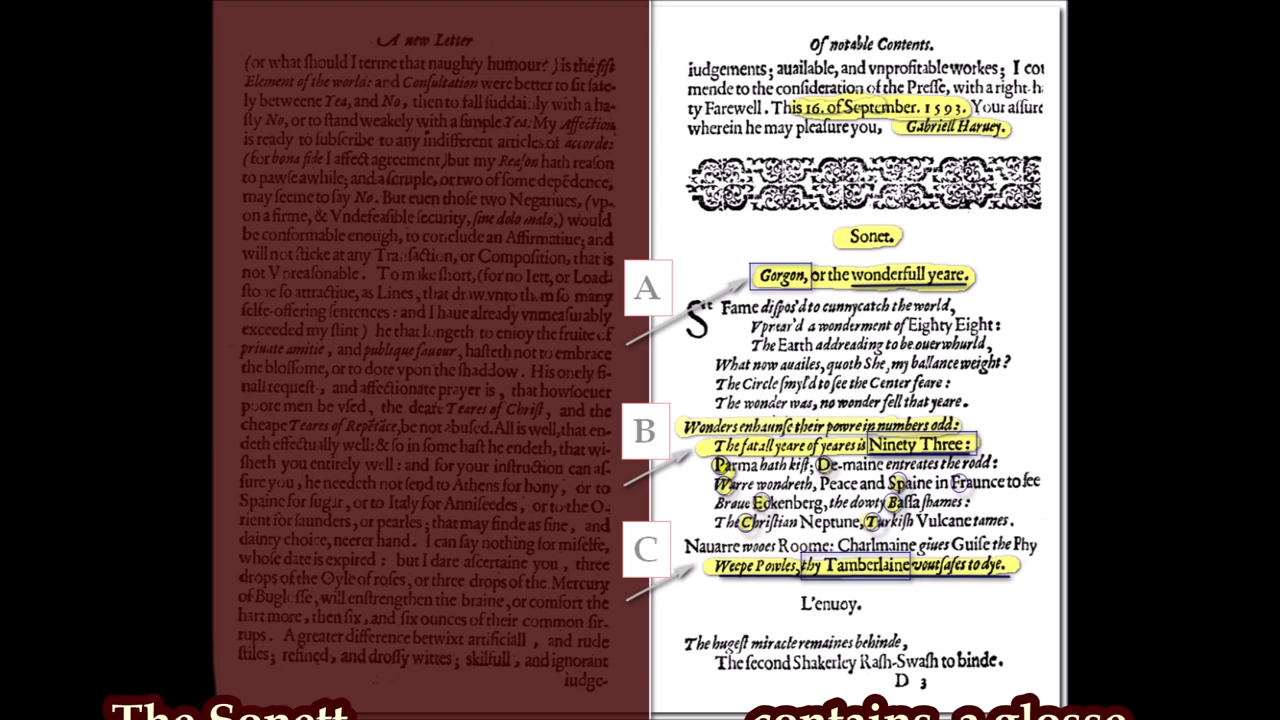 A new Letter
(or what should I terme that naughty humour?) is the fift
Element of the world: and Consultation were better to sit safe-
ly betweene Yea, and No, then to fall suddainly with a ha-
sty No, or to stand weakely with a simple Yea. My Affection
is ready to subscribe to any indifferent articles of accorde:
(for bona fide I affect agreement) but my Reason hath reason
to pawse awhile; and a scruple, or two of some depēdence,
may seeme to say No. But euen those two Negatiues, (vp-
on a firme, & Vndefeasible security, sine dolo malo,) would
be conformable enough, to conclude an Affirmatiue; and
will not sticke at any Transaction, or Composition, that is
not Vnreasonable. To make short, (for no Iett, or Load-
stone so attractiue, as Lines, that draw vnto them so many
selfe-offering sentences: and I haue already vnmeasurably
exceeded my stint) he that longeth to enjoy the fruite of
priuate amitie, and publique fauour, hasteth not to embrace
the blossome, or to dote vpon the shaddow. His onely fi-
nall request, and affectionate prayer is, that howsoeuer
poore men be vsed, the deare Teares of Christ, and the
cheape Teares of Repētāce, be not abused. All is well, that en-
deth effectually well: & so in some hast he endeth, that wi-
sheth you entirely well: and for your instruction can as-
sure you, he needeth not send to Athens for hony, or to
Spaine for sugar, or to Italy for Anniseedes, or to the O-
rient for saunders, or pearles; that may finde as fine, and
dainty choice, neerer hand. I can say nothing for miselfe,
whose date is expired: but I dare ascertaine you, three
drops of the Oyle of roses, or three drops of the Mercury
of Buglosse, will enstrengthen the braine, or comfort the
hart more, then six, and six ounces of their common sir-
rups. A greater difference betwixt artificiall, and rude
stiles; refined, and drossy wittes; skilfull, and ignorant
iudge-
Of notable Contents.
iudgements; auailable, and vnprofitable workes; I co
mende to the consideration of the Presse, with a right h
ty Farewell. This 16. of September. 1593. Your assure
wherein he may pleasure you, Gabriell Haruey.
Sonet.
Gorgon, or the wonderfull yeare.
St Fame dispos'd to cunnycatch the world,
Vprear'd a wonderment of Eighty Eight:
The Earth addreading to be ouerwhurld,
What now auailes, quoth She, my ballance weight?
The Circle smyl'd to see the Center feare:
The wonder was, no wonder fell that yeare.
Wonders enhaunse their powre in numbers odd:
The fatall yeare of yeares is Ninety Three:
Parma hath kist; De-maine entreates the rodd:
Warre wondreth, Peace and Spaine in Fraunce to see
Braue Eckenberg, the dowty Bassa shames:
The Christian Neptune, Turkish Vulcane tames.
Nauarre wooes Roome: Charlmaine giues Guise the Phy
Weepe Powles, thy Tamberlaine voutsafes to dye.
L'enuoy.
The hugest miracle remaines behinde,
The second Shakerley Rash-Swash to binde.
D 3
A
B
C
The Sonett
contains a glosse